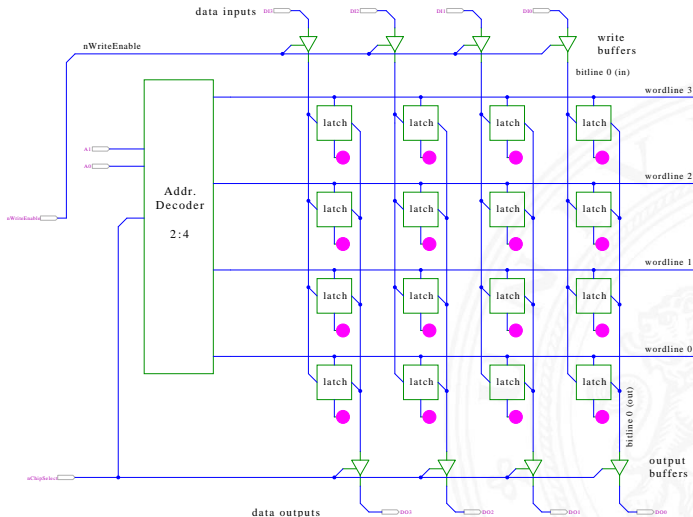 data inputs
DI3
DI2
DI1
DI0
nWriteEnable
write
buffers
bitline 0 (in)
wordline 3
latch latch latch latch
A1
A0
Addr.
Decoder
2:4
wordline 2
latch latch latch latch
nWriteEnable
wordline 1
latch latch latch latch
wordline 0
latch latch latch latch
bitline 0 (out)
output
buffers
nChipSelect
data outputs
DO3
DO2
DO1
DO0